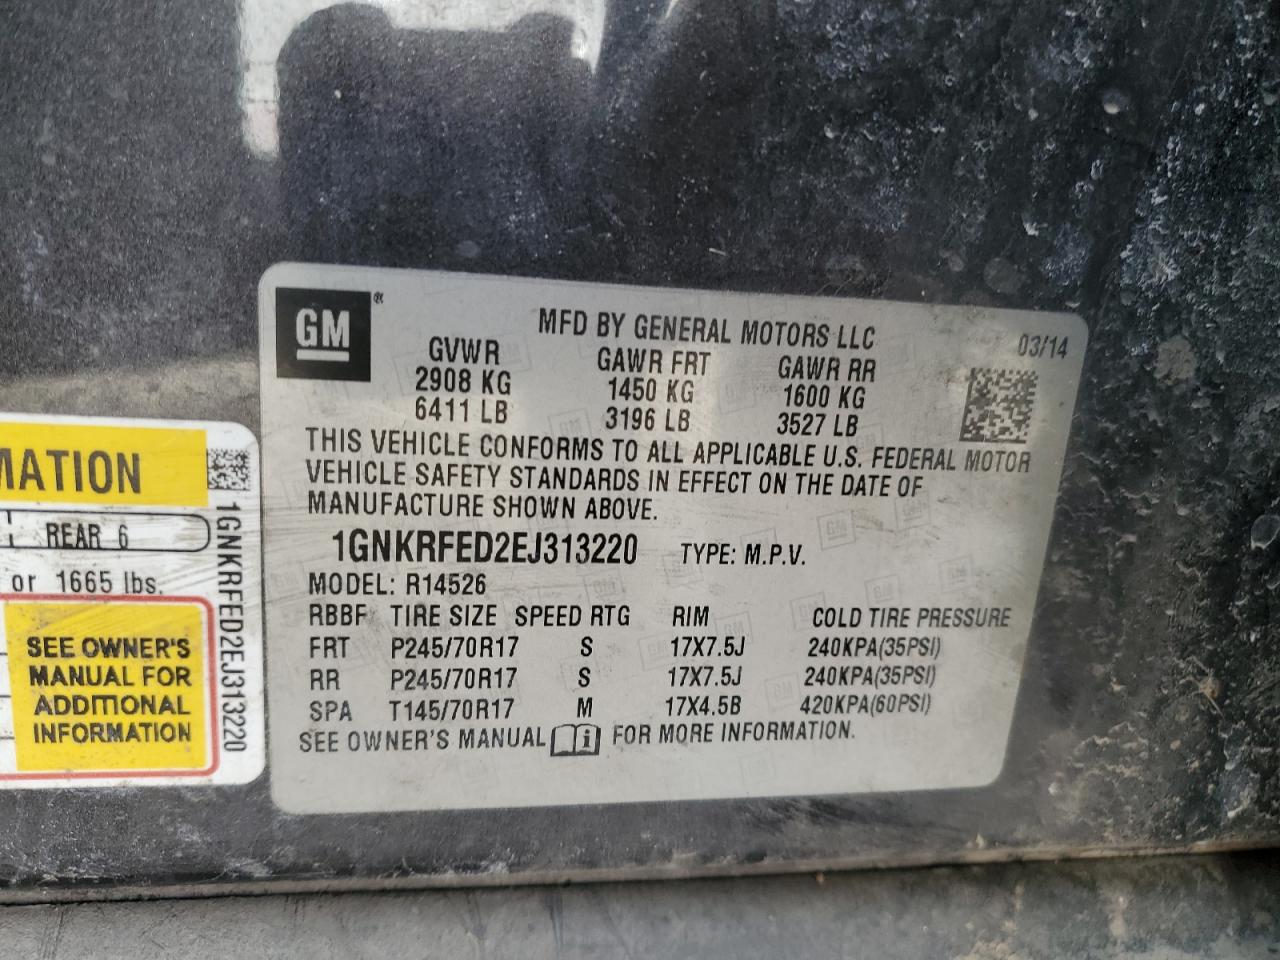 GM ®
MFD BY GENERAL MOTORS LLC
03/14
GVWR GAWR FRT GAWR RR
2908 KG 1450 KG 1600 KG
6411 LB 3196 LB 3527 LB
THIS VEHICLE CONFORMS TO ALL APPLICABLE U.S. FEDERAL MOTOR
VEHICLE SAFETY STANDARDS IN EFFECT ON THE DATE OF
MANUFACTURE SHOWN ABOVE.
1GNKRFED2EJ313220 TYPE: M.P.V.
MODEL: R14526
RBBF TIRE SIZE SPEED RTG RIM COLD TIRE PRESSURE
FRT P245/70R17 S 17X7.5J 240KPA(35PSI)
RR P245/70R17 S 17X7.5J 240KPA(35PSI)
SPA T145/70R17 M 17X4.5B 420KPA(60PSI)
SEE OWNER'S MANUAL i FOR MORE INFORMATION.
MATION
REAR 6
or 1665 lbs.
SEE OWNER'S
MANUAL FOR
ADDITIONAL
INFORMATION
1GNKRFED2EJ313220